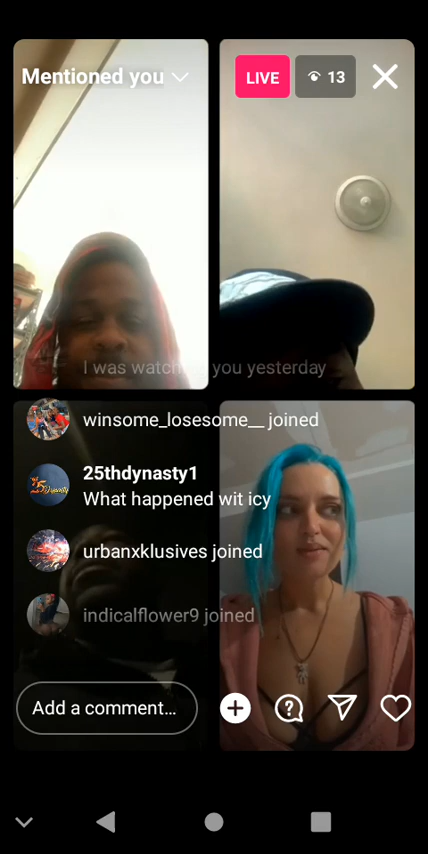 Mentioned you
LIVE
13
I was watching you yesterday
winsome_losesome__ joined
25thdynasty1
What happened wit icy
urbanxklusives joined
indicalflower9 joined
Add a comment...